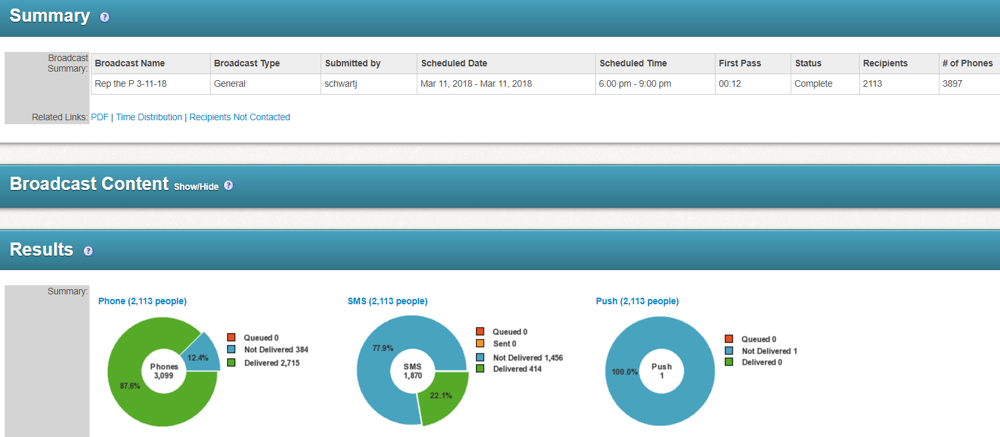 Summary ?
Broadcast Summary:
Broadcast Name Broadcast Type Submitted by Scheduled Date Scheduled Time First Pass Status Recipients # of Phones
Rep the P 3-11-18 General schwartj Mar 11, 2018 - Mar 11, 2018 6:00 pm - 9:00 pm 00:12 Complete 2113 3897
Related Links: PDF | Time Distribution | Recipients Not Contacted
Broadcast Content Show/Hide ?
Results ?
Summary:
Phone (2,113 people)
Phones
3,099
12.4%
87.6%
Queued 0
Not Delivered 384
Delivered 2,715
SMS (2,113 people)
77.9%
SMS
1,870
22.1%
Queued 0
Sent 0
Not Delivered 1,456
Delivered 414
Push (2,113 people)
100.0%
Push
1
Queued 0
Not Delivered 1
Delivered 0